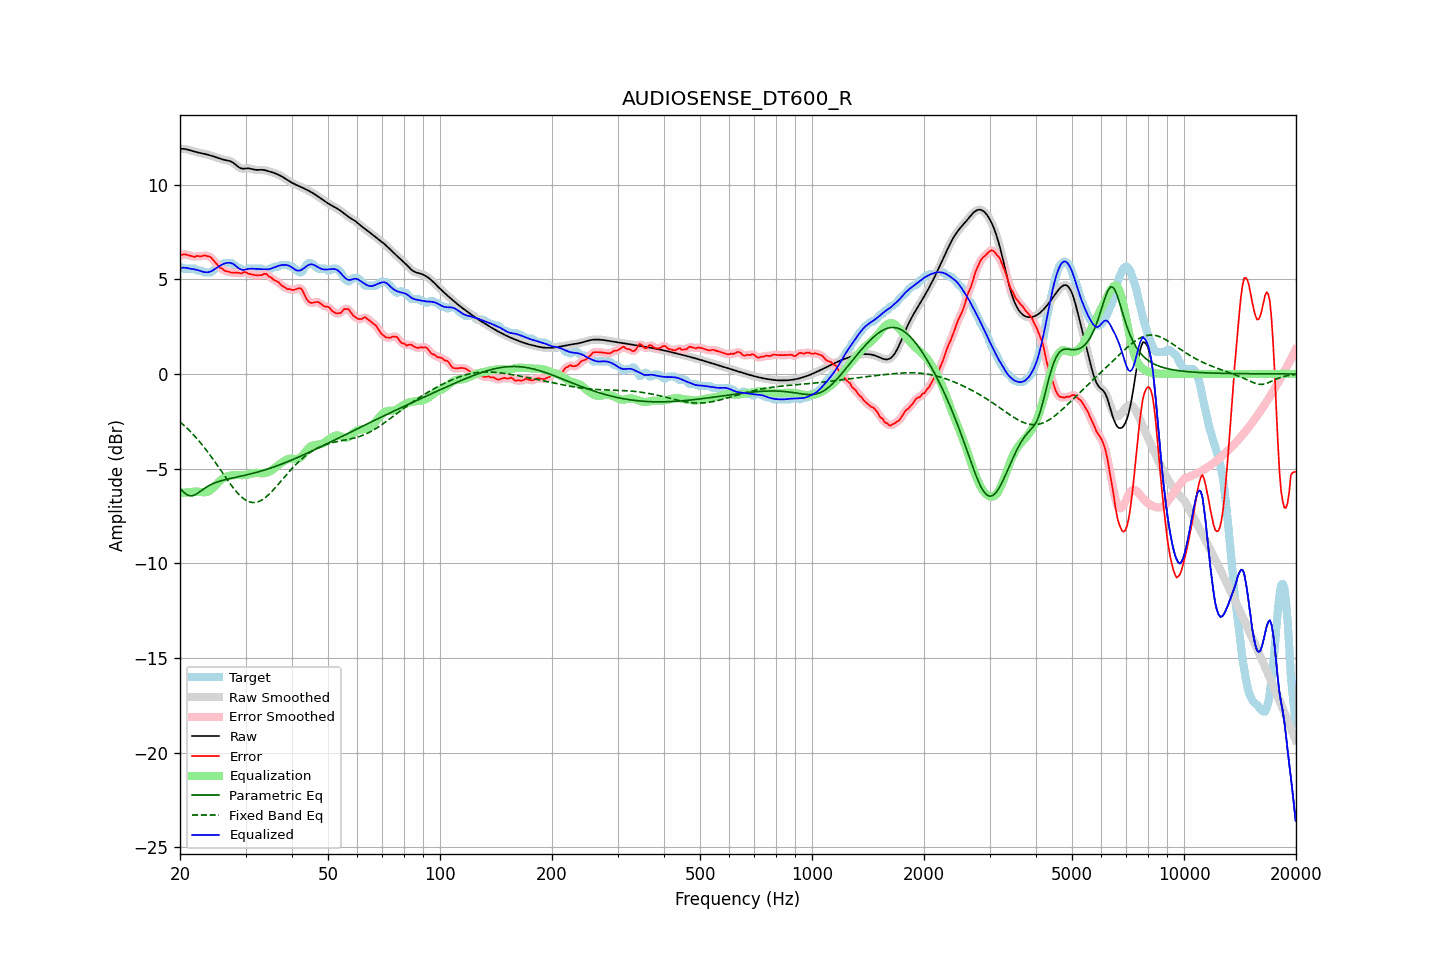 AUDIOSENSE_DT600_R
Amplitude (dBr)
10
5
0
−5
−10
−15
−20
−25
Target
Raw Smoothed
Error Smoothed
Raw
Error
Equalization
Parametric Eq
Fixed Band Eq
Equalized
20 50 100 200 500 1000 2000 5000 10000 20000
Frequency (Hz)